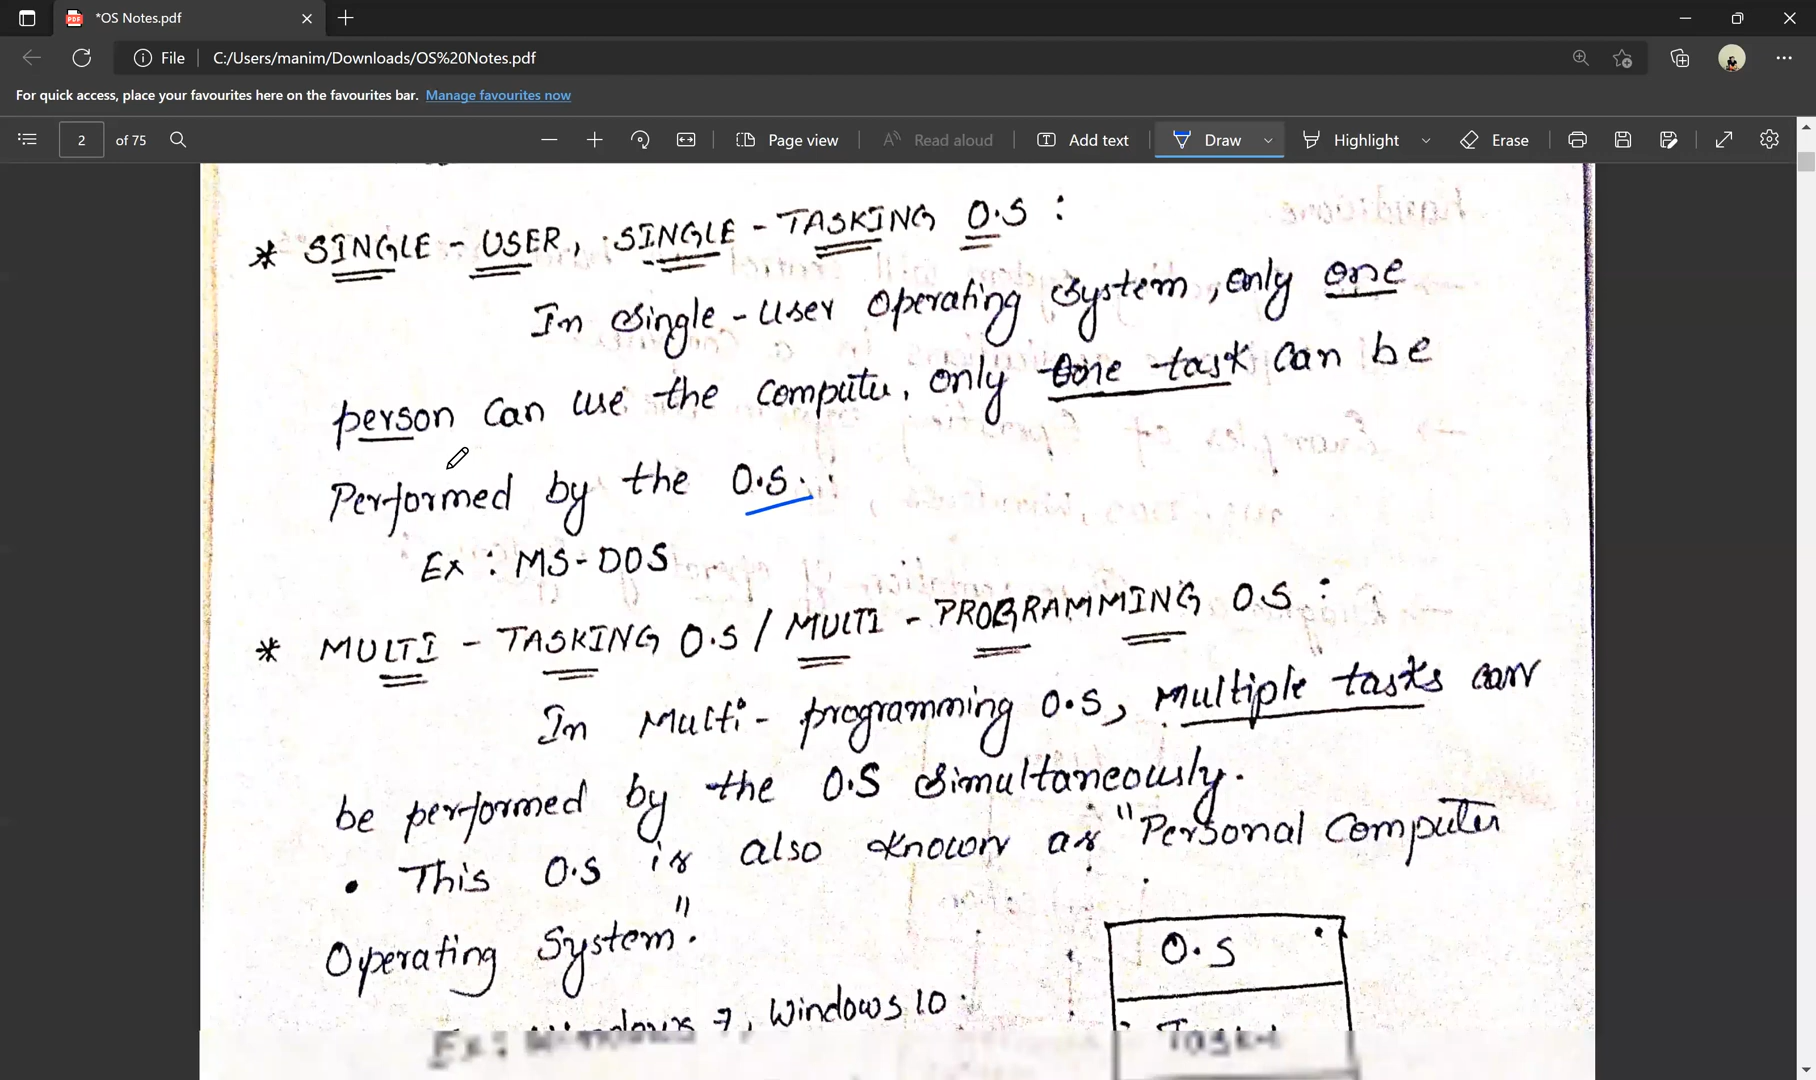 *OS Notes.pdf
File C:/Users/manim/Downloads/OS%20Notes.pdf
For quick access, place your favourites here on the favourites bar. Manage favourites now
2 of 75 Page view Read aloud Add text Draw Highlight Erase
* SINGLE - USER, SINGLE - TASKING O.S :
In Single - user Operating System, only one
person can use the computer. only one task can be
Performed by the O.S.
Ex : MS-DOS
* MULTI - TASKING O.S / MULTI - PROGRAMMING O.S :
In Multi - programming O.S, Multiple tasks can
be performed by the O.S Simultaneously.
• This O.S is also known as "Personal Computer
Operating System".
Ex : Windows 7, Windows 10
O.S